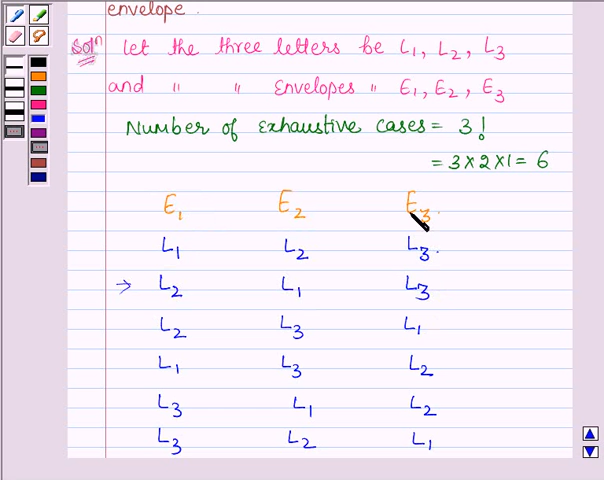 envelope.
Soln Let the three letters be L1, L2, L3
and " " Envelopes " E1, E2, E3
Number of exhaustive cases = 3!
= 3 x 2 x 1 = 6
E1 E2 E3
L1 L2 L3.
→ L2 L1 L3
L2 L3 L1
L1 L3 L2
L3 L1 L2
L3 L2 L1